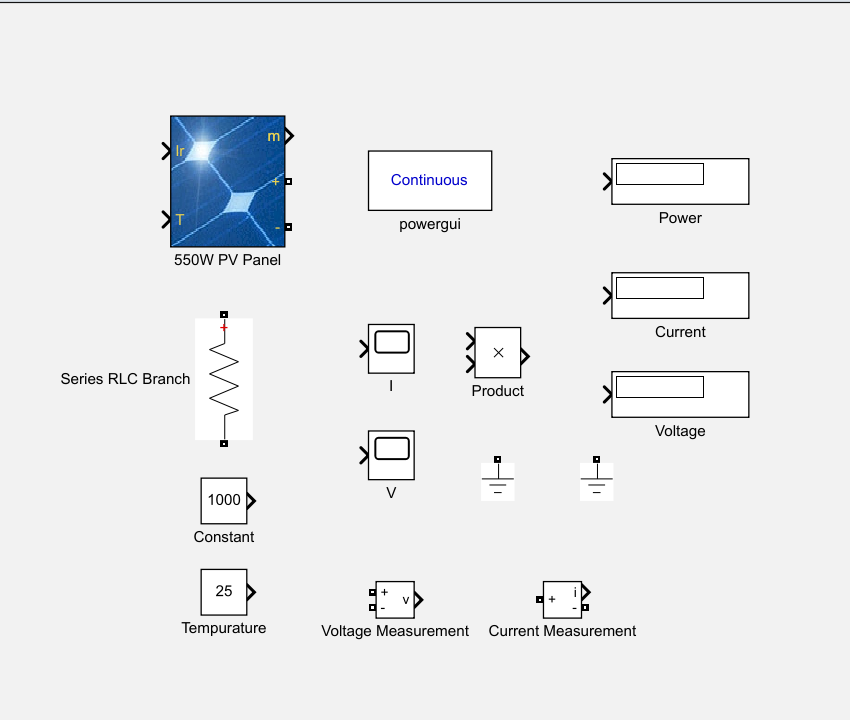 Ir
m
+
T
-
550W PV Panel
Continuous
powergui
Power
Current
Voltage
+
Series RLC Branch
I
×
Product
V
1000
Constant
25
Tempurature
+
-
v
Voltage Measurement
+
i
-
Current Measurement